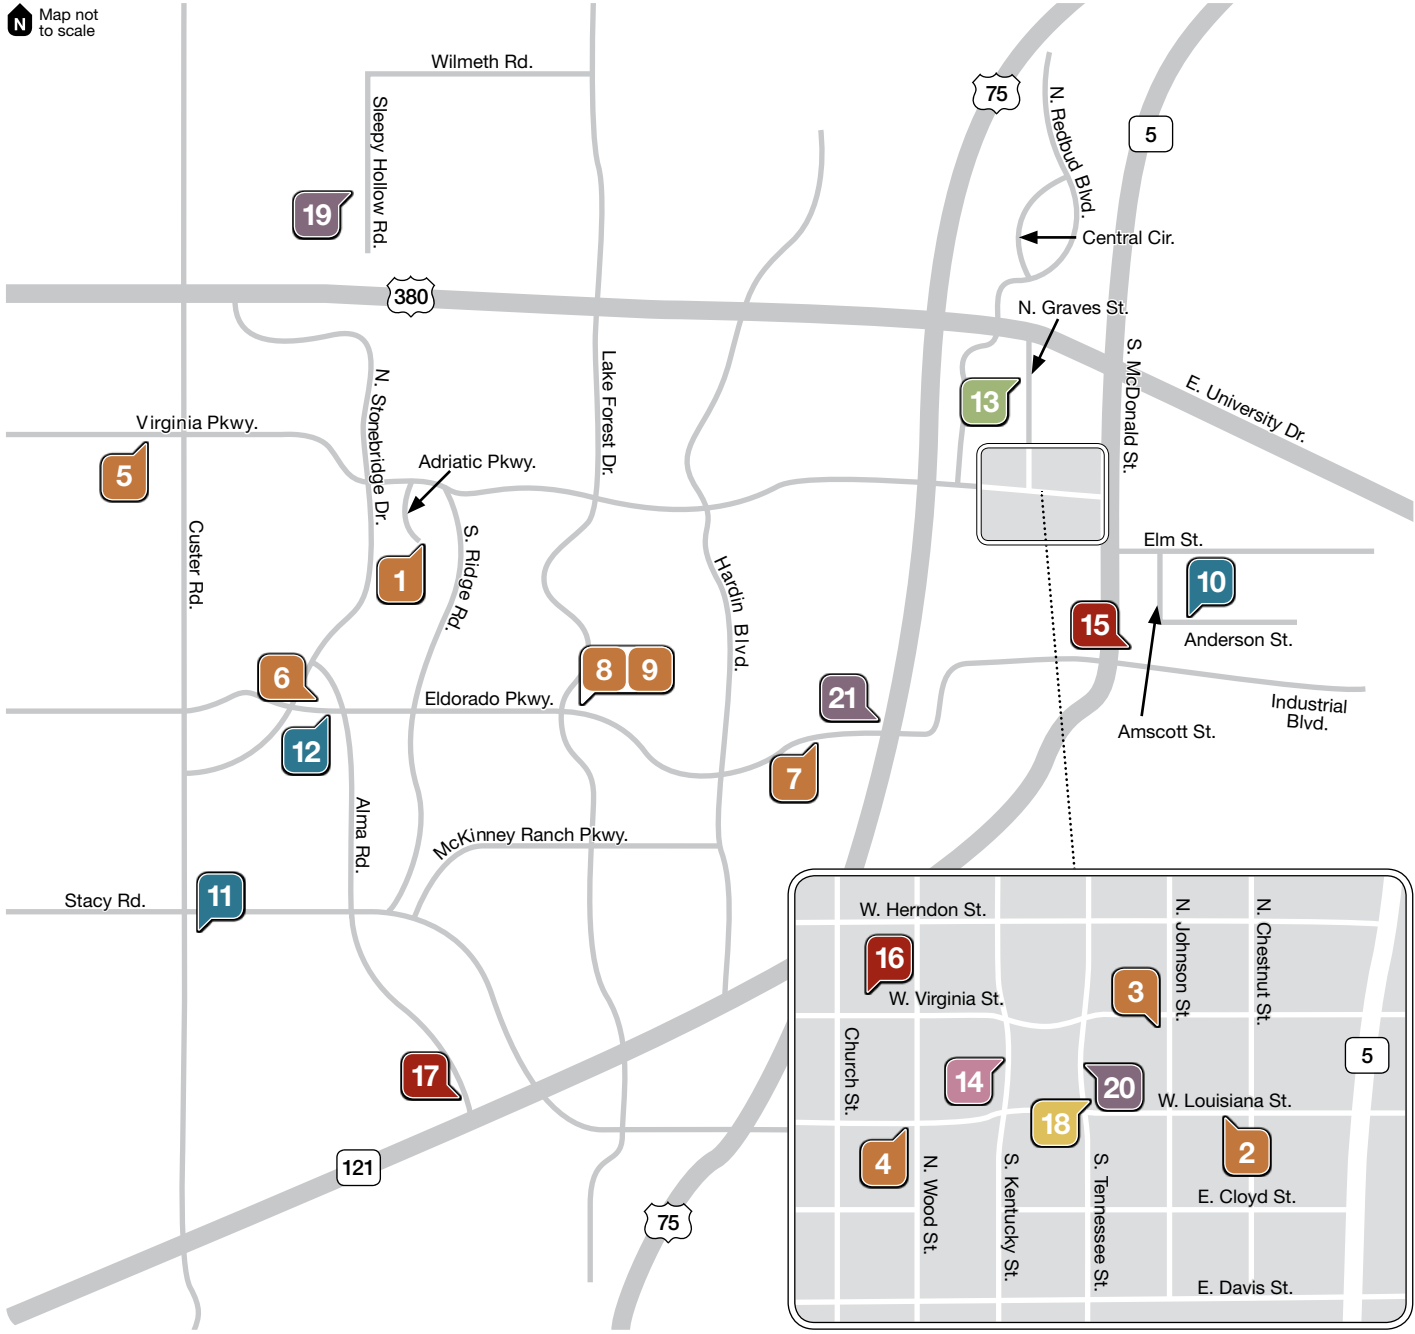 N
Map not
to scale
Wilmeth Rd.
Sleepy Hollow Rd.
75
N. Redbud Blvd.
5
19
Central Cir.
380
N. Graves St.
S. McDonald St.
E. University Dr.
Lake Forest Dr.
N. Stonebridge Dr.
13
Virginia Pkwy.
5
Adriatic Pkwy.
Custer Rd.
S. Ridge Rd.
1
Hardin Blvd.
Elm St.
10
15
Anderson St.
6
8
9
21
Eldorado Pkwy.
Industrial
Blvd.
Amscott St.
12
7
Alma Rd.
McKinney Ranch Pkwy.
11
Stacy Rd.
17
121
75
W. Herndon St.
N. Johnson St.
N. Chestnut St.
16
3
W. Virginia St.
Church St.
5
14
20
W. Louisiana St.
18
4
2
N. Wood St.
S. Kentucky St.
S. Tennessee St.
E. Cloyd St.
E. Davis St.